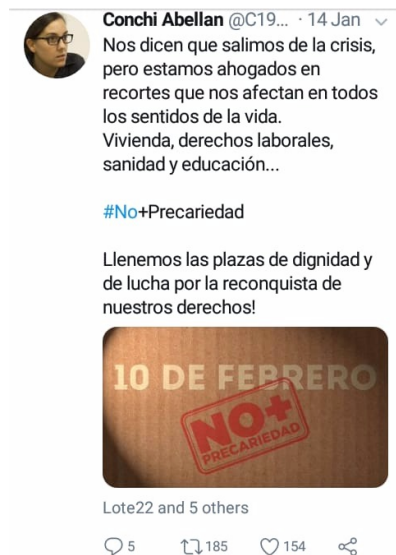 Conchi Abellan @C19... · 14 Jan
Nos dicen que salimos de la crisis,
pero estamos ahogados en
recortes que nos afectan en todos
los sentidos de la vida.
Vivienda, derechos laborales,
sanidad y educación...
#No+Precariedad
Llenemos las plazas de dignidad y
de lucha por la reconquista de
nuestros derechos!
10 DE FEBRERO
NO+
PRECARIEDAD
Lote22 and 5 others
5 185 154